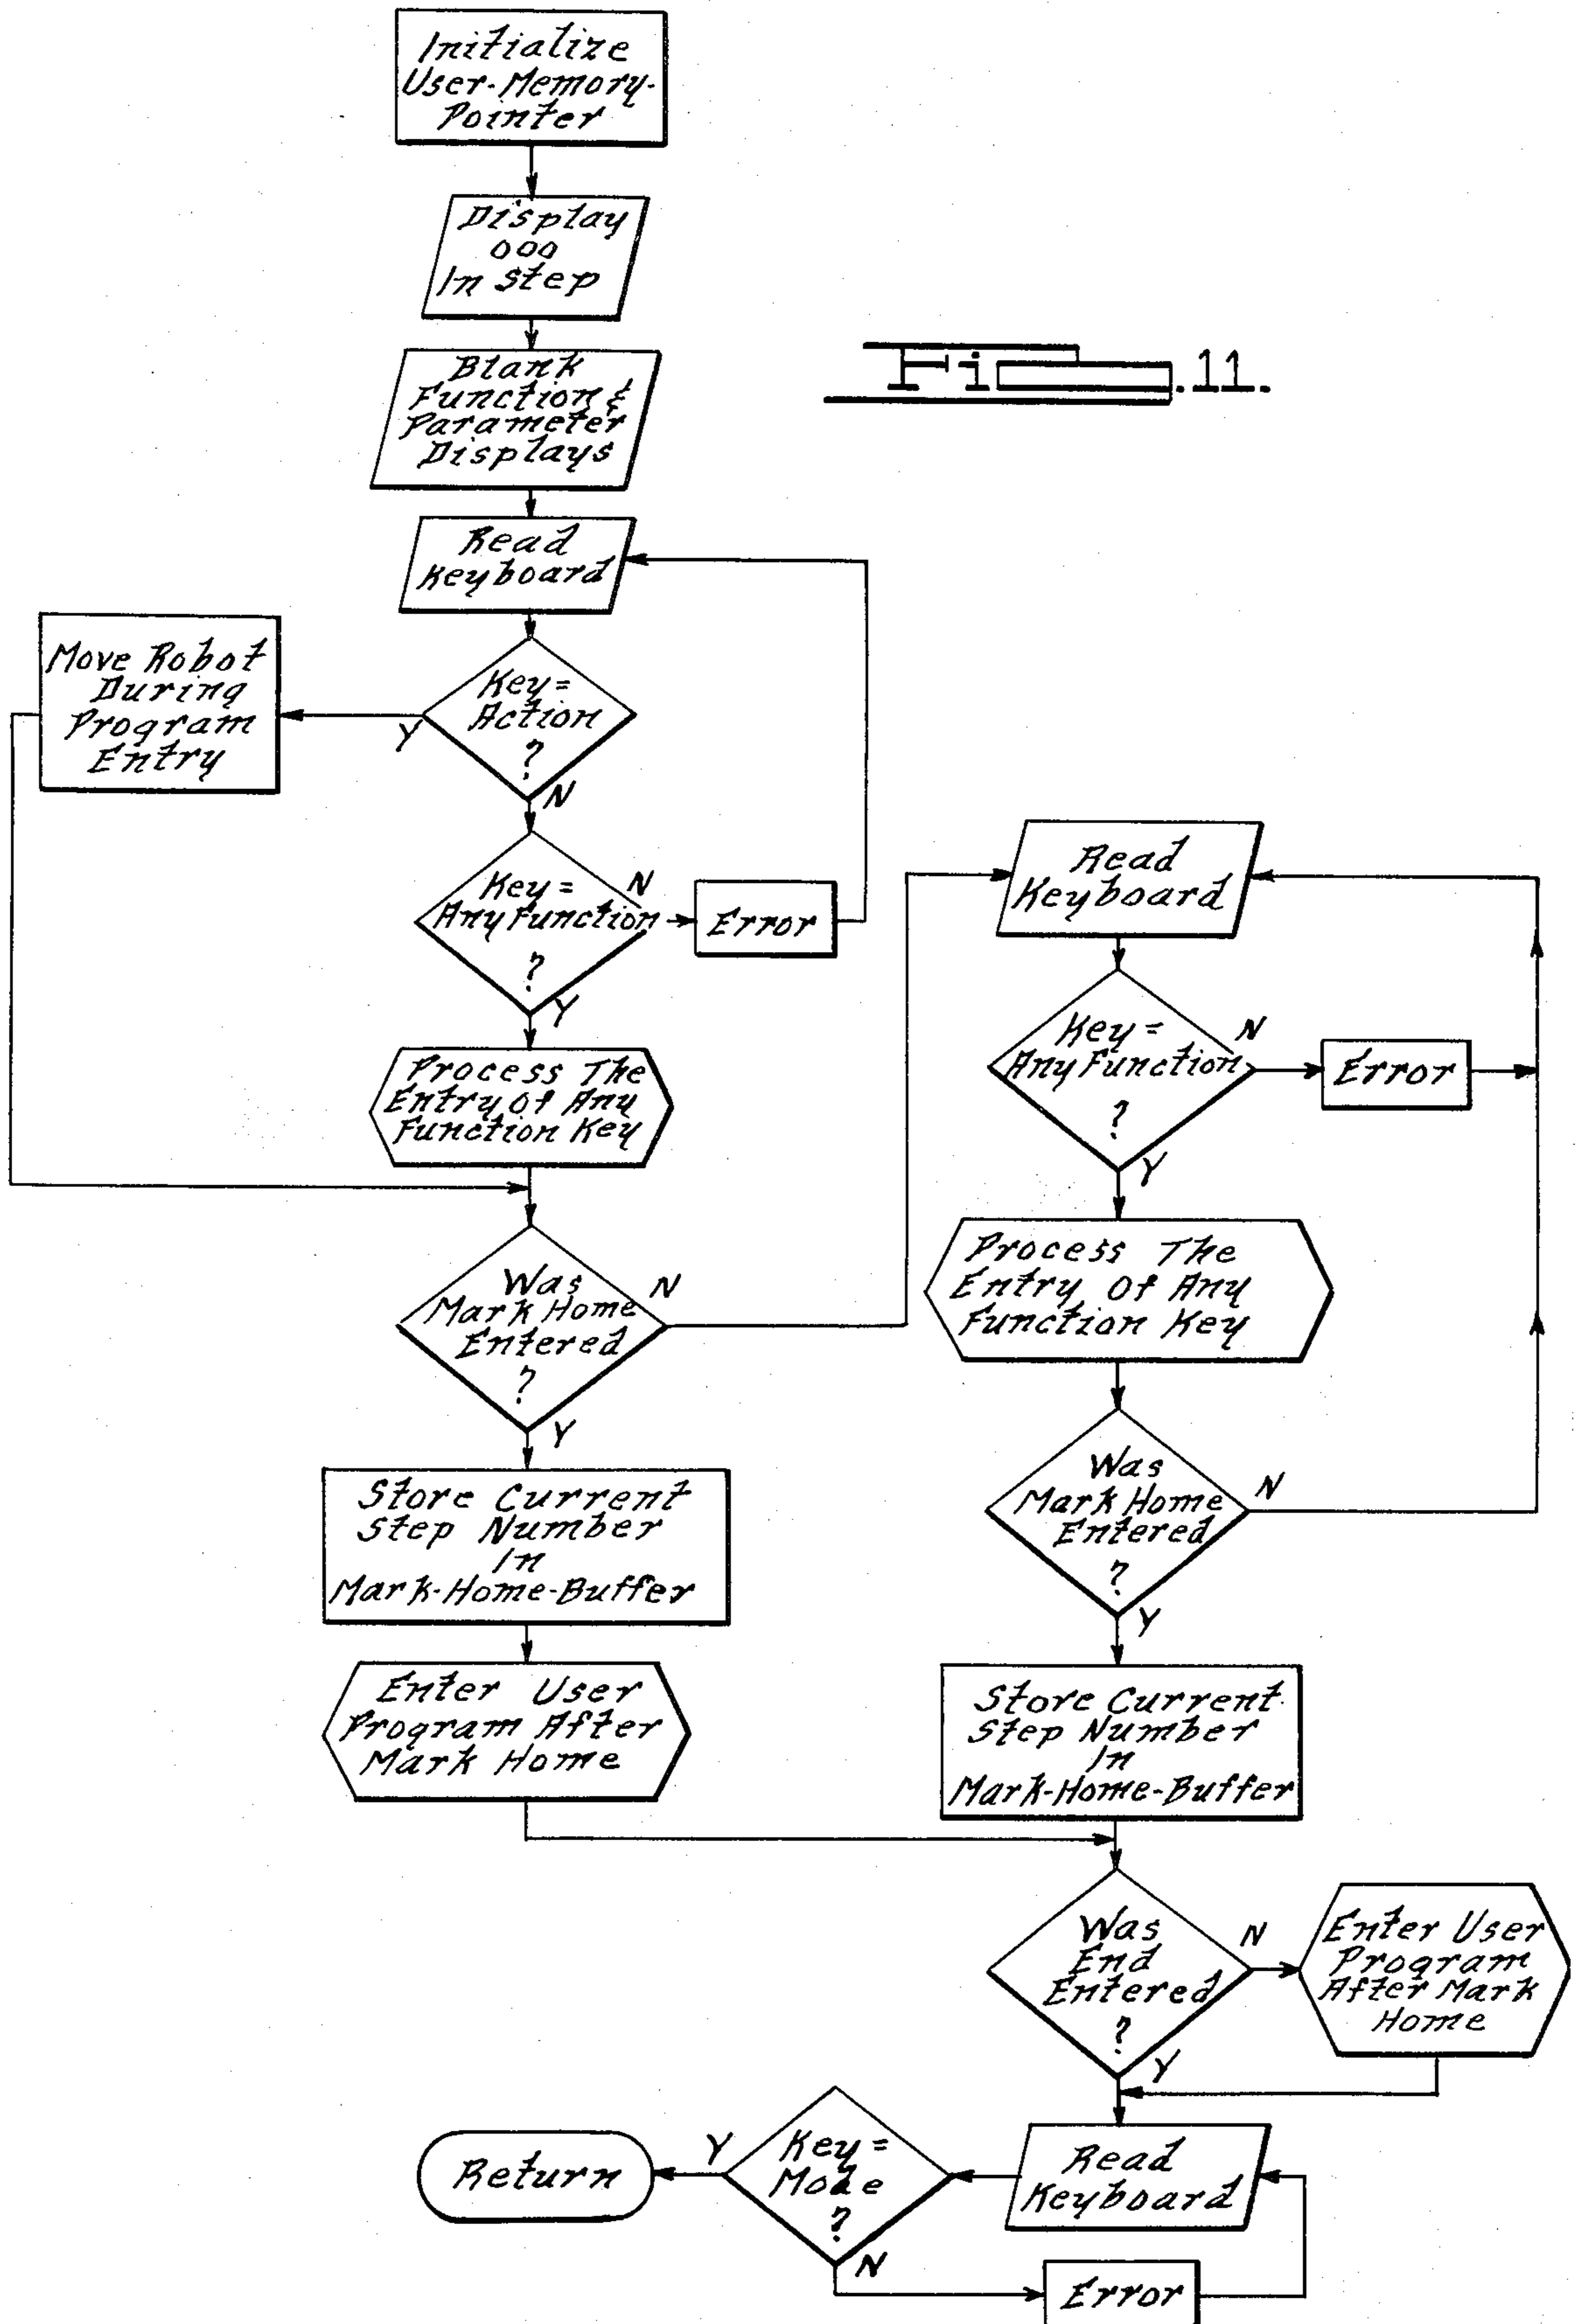 Initialize
User-Memory-
Pointer
Display
000
In step
Blank
Function &
Parameter
Displays
Fig.11.
Read
Keyboard
Move Robot
During
Program
Entry
Key=
Action
?
Y
N
Key=
Any Function
?
N
Error
Y
Process The
Entry of Any
Function Key
Was
Mark Home
Entered
?
N
Y
Store Current
Step Number
In
Mark-Home-Buffer
Enter User
Program After
Mark Home
Read
Keyboard
Key=
Any Function
?
N
Error
Y
Process The
Entry Of Any
Function Key
Was
Mark Home
Entered
?
N
Y
Store Current
Step Number
In
Mark-Home-Buffer
Was
End
Entered
?
N
Enter User
Program
After Mark
Home
Y
Read
Keyboard
Key=
Mode
?
Y
Return
N
Error